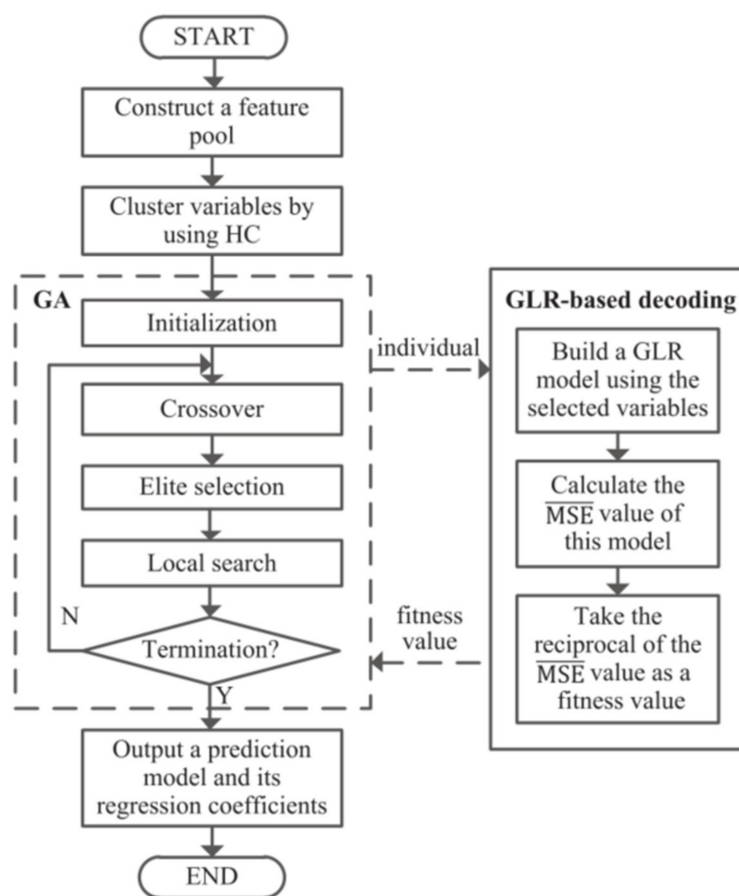 START
Construct a feature
pool
Cluster variables by
using HC
GA
Initialization
Crossover
Elite selection
Local search
Termination?
N
Y
Output a prediction
model and its
regression coefficients
END
individual
fitness
value
GLR-based decoding
Build a GLR
model using the
selected variables
Calculate the
M̅S̅E̅ value of
this model
Take the
reciprocal of the
M̅S̅E̅ value as a
fitness value